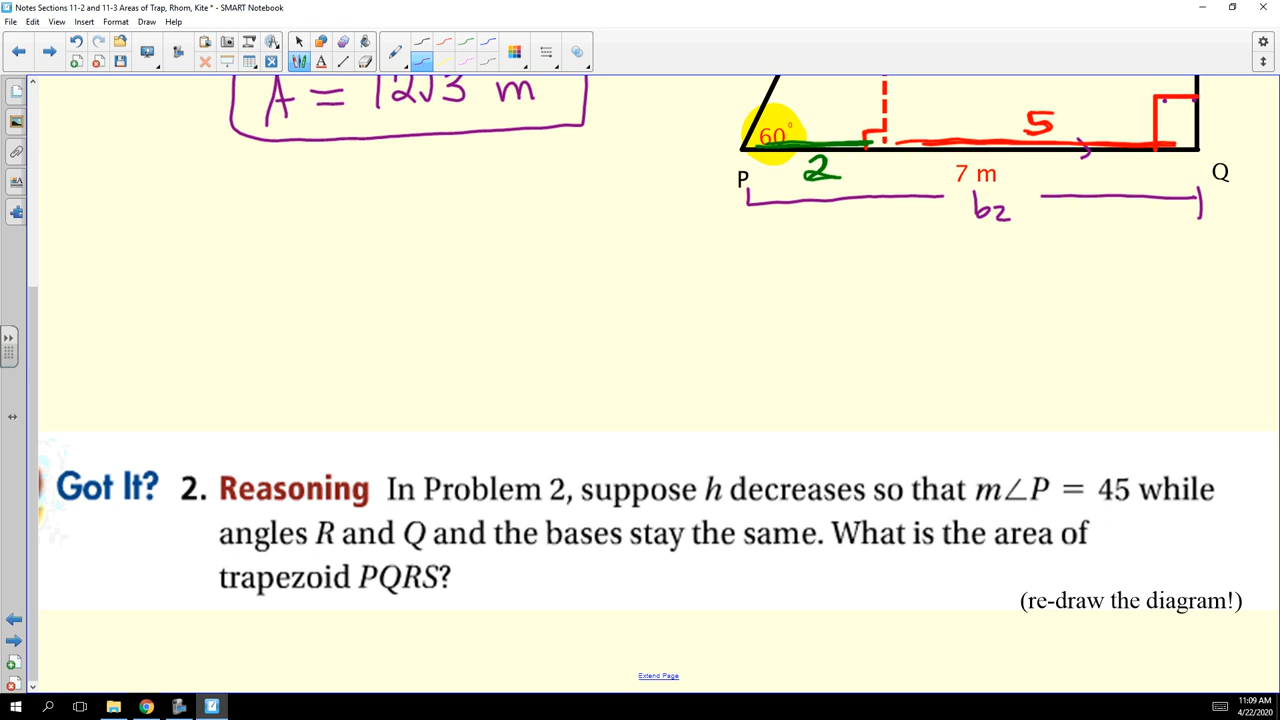 Notes Sections 11-2 and 11-3 Areas of Trap, Rhom, Kite * - SMART Notebook
File Edit View Insert Format Draw Help
A = 12√3 m
60°
5
2
P
7 m
Q
b2
Got It? 2. Reasoning In Problem 2, suppose h decreases so that m∠P = 45 while
angles R and Q and the bases stay the same. What is the area of
trapezoid PQRS?
(re-draw the diagram!)
Extend Page
11:09 AM
4/22/2020